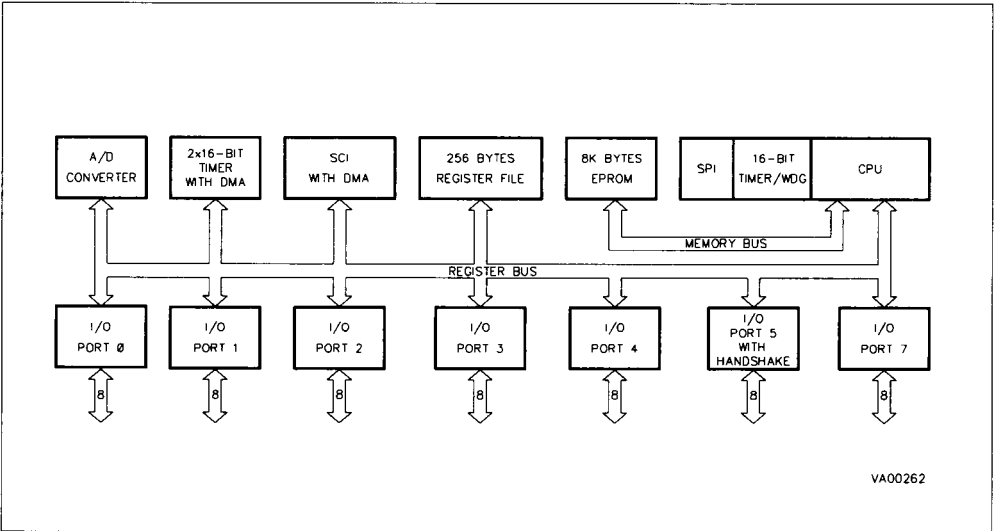 A/D
CONVERTER
2x16-BIT
TIMER
WITH DMA
SCI
WITH DMA
256 BYTES
REGISTER FILE
8K BYTES
EPROM
SPI
16-BIT
TIMER/WDG
CPU
MEMORY BUS
REGISTER BUS
I/O
PORT 0
I/O
PORT 1
I/O
PORT 2
I/O
PORT 3
I/O
PORT 4
I/O
PORT 5
WITH
HANDSHAKE
I/O
PORT 7
8
8
8
8
8
8
8
VA00262